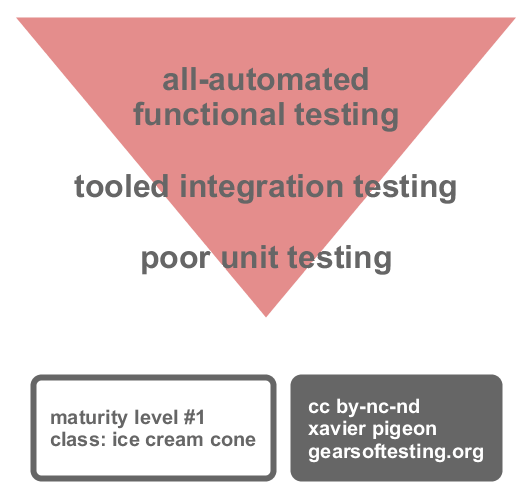 all-automated
functional testing
tooled integration testing
poor unit testing
maturity level #1
class: ice cream cone
cc by-nc-nd
xavier pigeon
gearsoftesting.org